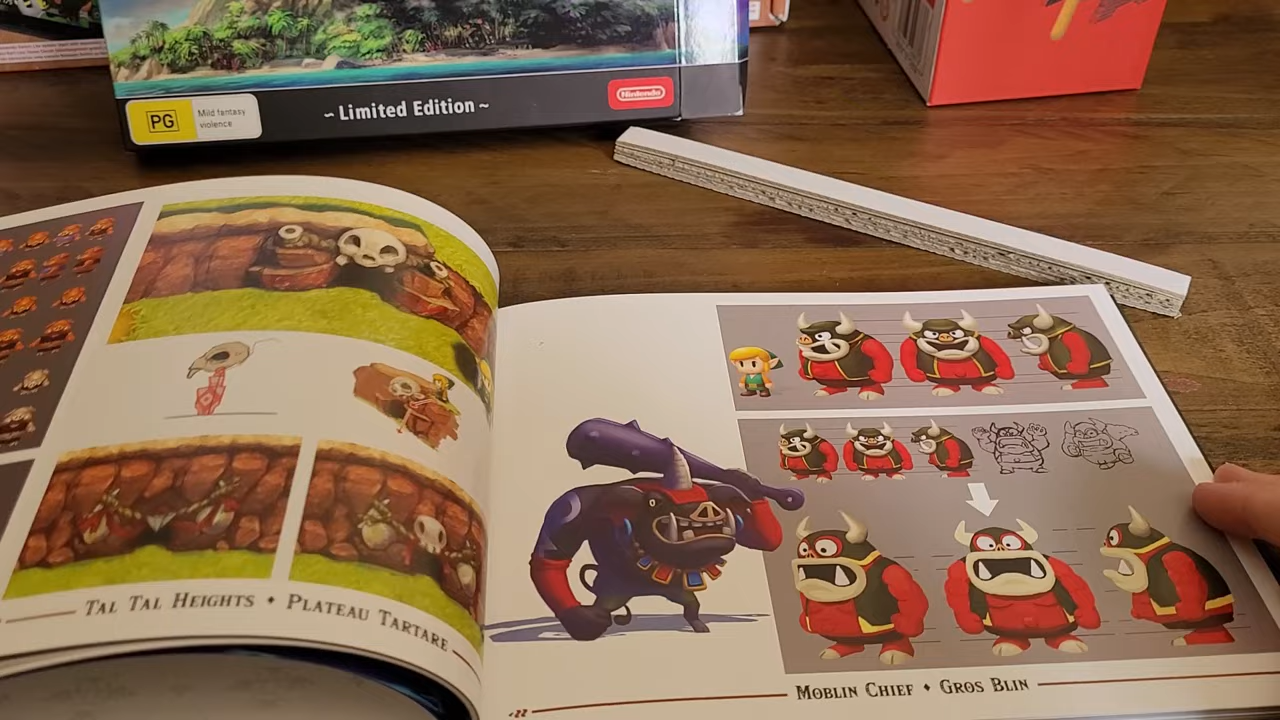 PG
Mild fantasy
violence
~ Limited Edition ~
Nintendo
Tal Tal Heights • Plateau Tartare
Moblin Chief • Gros Blin